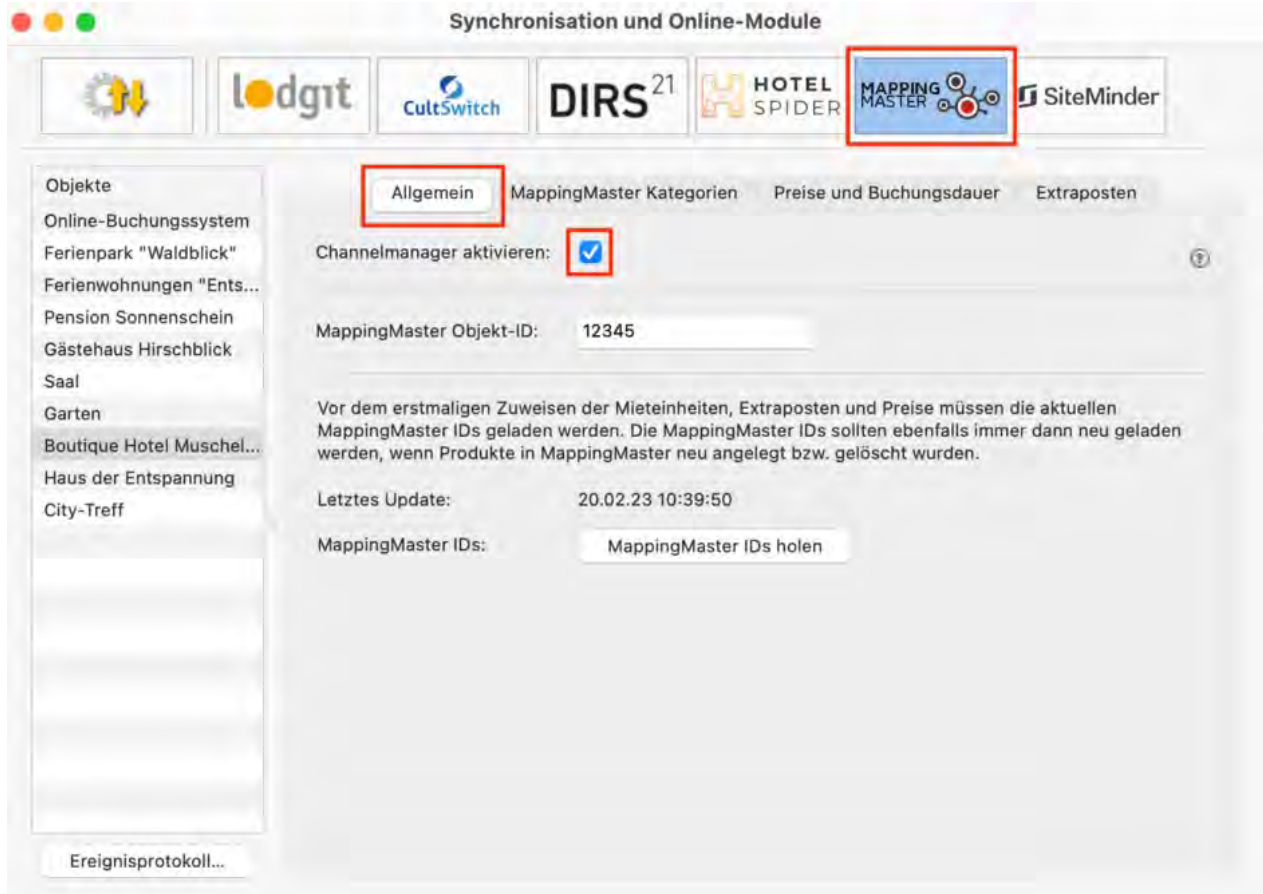 Synchronisation und Online-Module
lodgit
CultSwitch
DIRS21
HOTEL
SPIDER
MAPPING
MASTER
SiteMinder
Objekte
Online-Buchungssystem
Ferienpark "Waldblick"
Ferienwohnungen "Ents...
Pension Sonnenschein
Gästehaus Hirschblick
Saal
Garten
Boutique Hotel Muschel...
Haus der Entspannung
City-Treff
Ereignisprotokoll...
Allgemein MappingMaster Kategorien Preise und Buchungsdauer Extraposten
Channelmanager aktivieren:
?
MappingMaster Objekt-ID: 12345
Vor dem erstmaligen Zuweisen der Mieteinheiten, Extraposten und Preise müssen die aktuellen
MappingMaster IDs geladen werden. Die MappingMaster IDs sollten ebenfalls immer dann neu geladen
werden, wenn Produkte in MappingMaster neu angelegt bzw. gelöscht wurden.
Letztes Update: 20.02.23 10:39:50
MappingMaster IDs: MappingMaster IDs holen